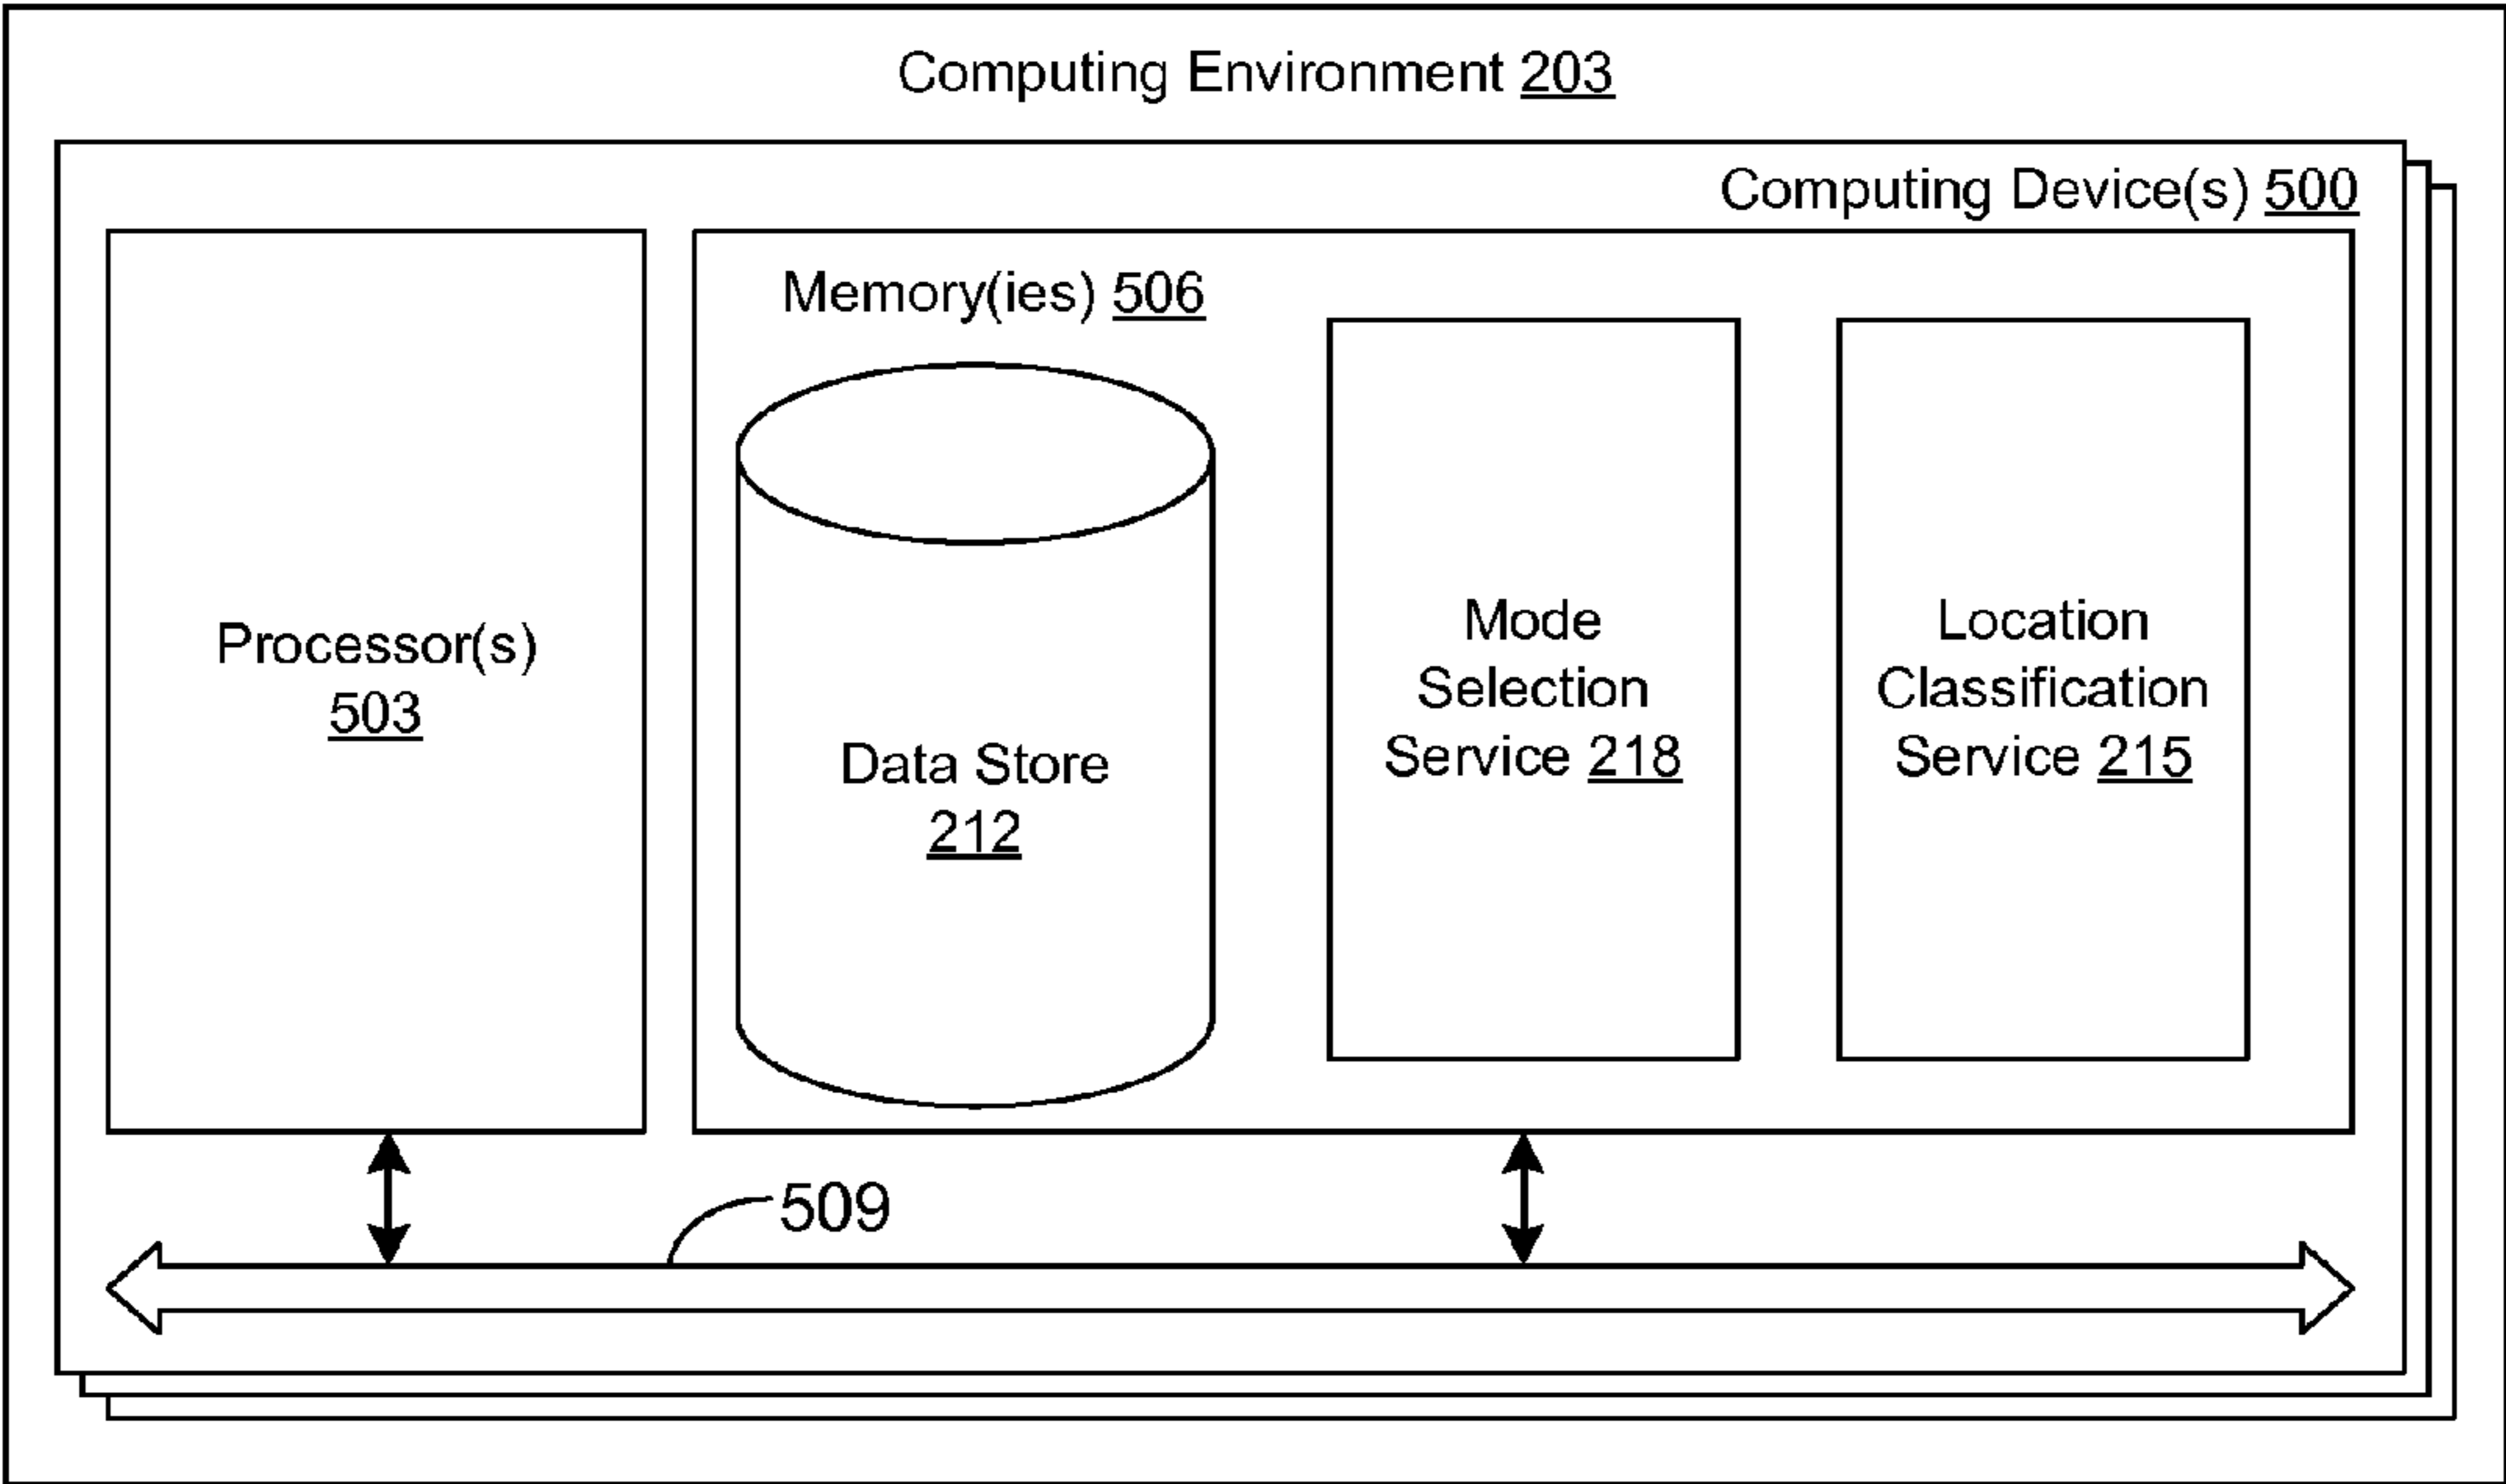 Computing Environment 203
Computing Device(s) 500
Memory(ies) 506
Processor(s)
503
Data Store
212
Mode
Selection
Service 218
Location
Classification
Service 215
509